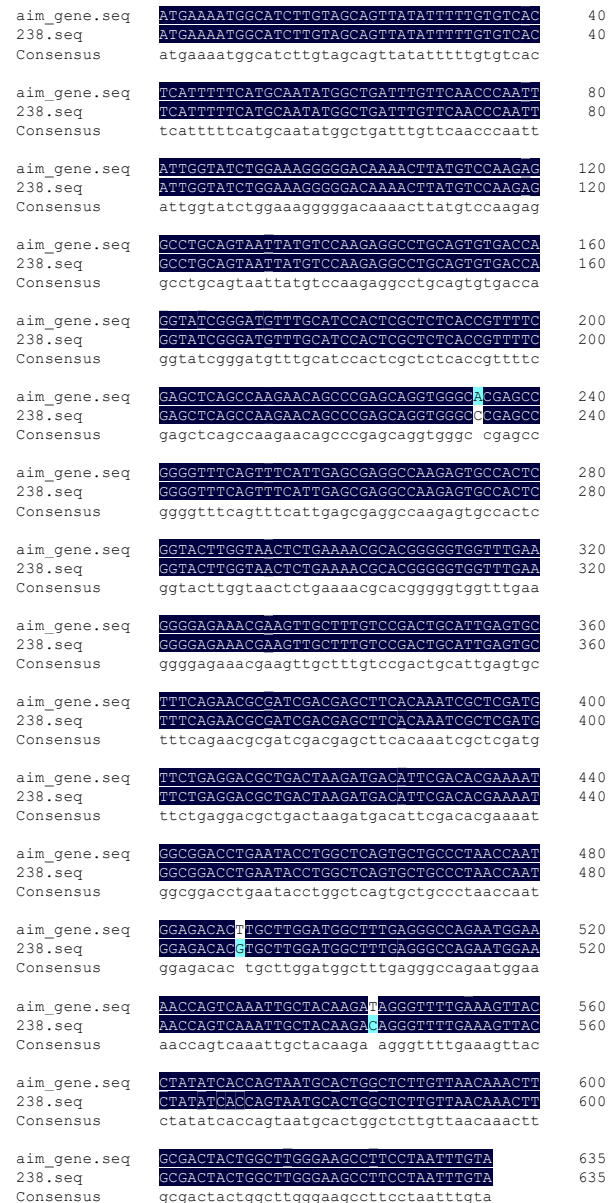 aim_gene.seq ATGAAAATGGCATCTTGTAGCAGTTATATTTTTGTGTCAC 40
238.seq ATGAAAATGGCATCTTGTAGCAGTTATATTTTTGTGTCAC 40
Consensus atgaaaatggcatcttgtagcagttatatttttgtgtcac
aim_gene.seq TCATTTTTCATGCAATATGGCTGATTTGTTCAACCCAATT 80
238.seq TCATTTTTCATGCAATATGGCTGATTTGTTCAACCCAATT 80
Consensus tcatttttcatgcaatatggctgatttgttcaacccaatt
aim_gene.seq ATTGGTATCTGGAAAGGGGGACAAAACTTATGTCCAAGAG 120
238.seq ATTGGTATCTGGAAAGGGGGACAAAACTTATGTCCAAGAG 120
Consensus attggtatctggaaagggggacaaaacttatgtccaagag
aim_gene.seq GCCTGCAGTAATTATGTCCAAGAGGCCTGCAGTGTGACCA 160
238.seq GCCTGCAGTAATTATGTCCAAGAGGCCTGCAGTGTGACCA 160
Consensus gcctgcagtaattatgtccaagaggcctgcagtgtgacca
aim_gene.seq GGTATCGGGATGTTTGCATCCACTCGCTCTCACCGTTTTC 200
238.seq GGTATCGGGATGTTTGCATCCACTCGCTCTCACCGTTTTC 200
Consensus ggtatcgggatgtttgcatccactcgctctcaccgttttc
aim_gene.seq GAGCTCAGCCAAGAACAGCCCGAGCAGGTGGGCACGAGCC 240
238.seq GAGCTCAGCCAAGAACAGCCCGAGCAGGTGGGCCCGAGCC 240
Consensus gagctcagccaagaacagcccgagcaggtgggc cgagcc
aim_gene.seq GGGGTTTCAGTTTCATTGAGCGAGGCCAAGAGTGCCACTC 280
238.seq GGGGTTTCAGTTTCATTGAGCGAGGCCAAGAGTGCCACTC 280
Consensus ggggtttcagtttcattgagcgaggccaagagtgccactc
aim_gene.seq GGTACTTGGTAACTCTGAAAACGCACGGGGGTGGTTTGAA 320
238.seq GGTACTTGGTAACTCTGAAAACGCACGGGGGTGGTTTGAA 320
Consensus ggtacttggtaactctgaaaacgcacgggggtggtttgaa
aim_gene.seq GGGGAGAAACGAAGTTGCTTTGTCCGACTGCATTGAGTGC 360
238.seq GGGGAGAAACGAAGTTGCTTTGTCCGACTGCATTGAGTGC 360
Consensus ggggagaaacgaagttgctttgtccgactgcattgagtgc
aim_gene.seq TTTCAGAACGCGATCGACGAGCTTCACAAATCGCTCGATG 400
238.seq TTTCAGAACGCGATCGACGAGCTTCACAAATCGCTCGATG 400
Consensus tttcagaacgcgatcgacgagcttcacaaatcgctcgatg
aim_gene.seq TTCTGAGGACGCTGACTAAGATGACATTCGACACGAAAAT 440
238.seq TTCTGAGGACGCTGACTAAGATGACATTCGACACGAAAAT 440
Consensus ttctgaggacgctgactaagatgacattcgacacgaaaat
aim_gene.seq GGCGGACCTGAATACCTGGCTCAGTGCTGCCCTAACCAAT 480
238.seq GGCGGACCTGAATACCTGGCTCAGTGCTGCCCTAACCAAT 480
Consensus ggcggacctgaatacctggctcagtgctgccctaaccaat
aim_gene.seq GGAGACACTTGCTTGGATGGCTTTGAGGGCCAGAATGGAA 520
238.seq GGAGACACGTGCTTGGATGGCTTTGAGGGCCAGAATGGAA 520
Consensus ggagacac tgcttggatggctttgagggccagaatggaa
aim_gene.seq AACCAGTCAAATTGCTACAAGATAGGGTTTTGAAAGTTAC 560
238.seq AACCAGTCAAATTGCTACAAGACAGGGTTTTGAAAGTTAC 560
Consensus aaccagtcaaattgctacaaga agggttttgaaagttac
aim_gene.seq CTATATCACCAGTAATGCACTGGCTCTTGTTAACAAACTT 600
238.seq CTATATCACCAGTAATGCACTGGCTCTTGTTAACAAACTT 600
Consensus ctatatcaccagtaatgcactggctcttgttaacaaactt
aim_gene.seq GCGACTACTGGCTTGGGAAGCCTTCCTAATTTGTA 635
238.seq GCGACTACTGGCTTGGGAAGCCTTCCTAATTTGTA 635
Consensus gcgactactggcttgggaagccttcctaatttgta